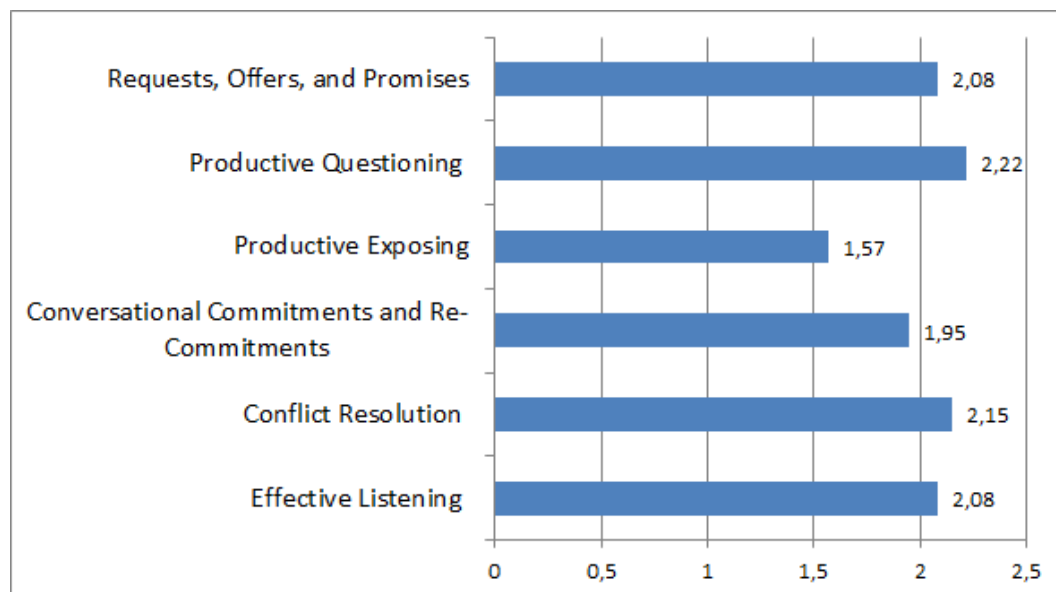 Requests, Offers, and Promises
2,08
Productive Questioning
2,22
Productive Exposing
1,57
Conversational Commitments and Re-
Commitments
1,95
Conflict Resolution
2,15
Effective Listening
2,08
0 0,5 1 1,5 2 2,5